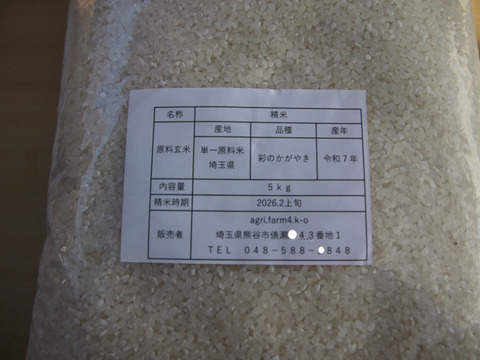 名称 精米
産地 品種 産年
原料玄米 単一原料米 埼玉県 彩のかがやき 令和7年
内容量 5kg
精米時期 2026.2上旬
販売者 agri.farm4.k-o
埼玉県熊谷市俵瀬 4 3番地1
TEL 048-588- 848